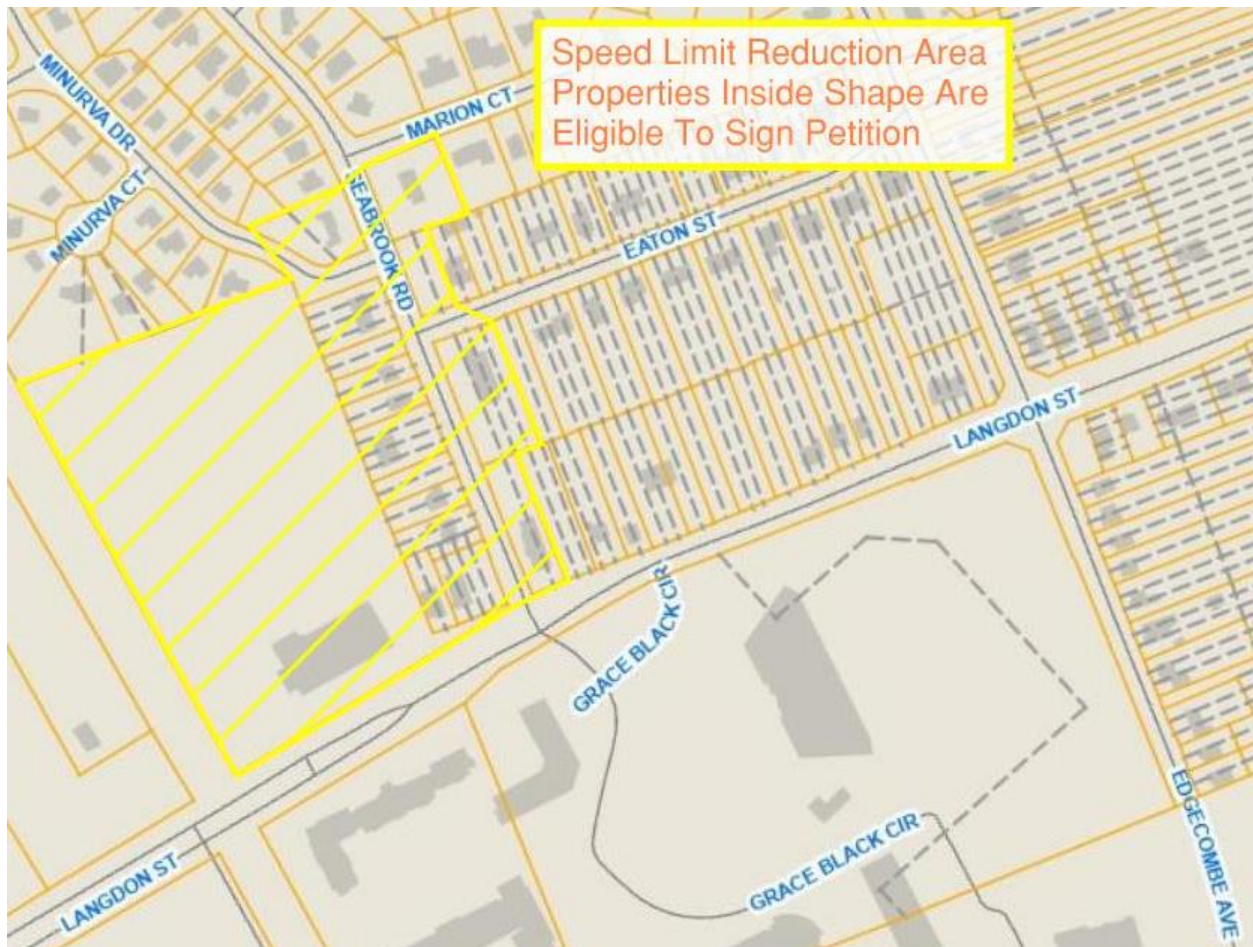 Speed Limit Reduction Area
Properties Inside Shape Are
Eligible To Sign Petition
MINURVA DR
MARION CT
MINURVA CT
SEABROOK RD
EATON ST
LANGDON ST
GRACE BLACK CIR
GRACE BLACK CIR
EDGECOMBE AVE
LANGDON ST